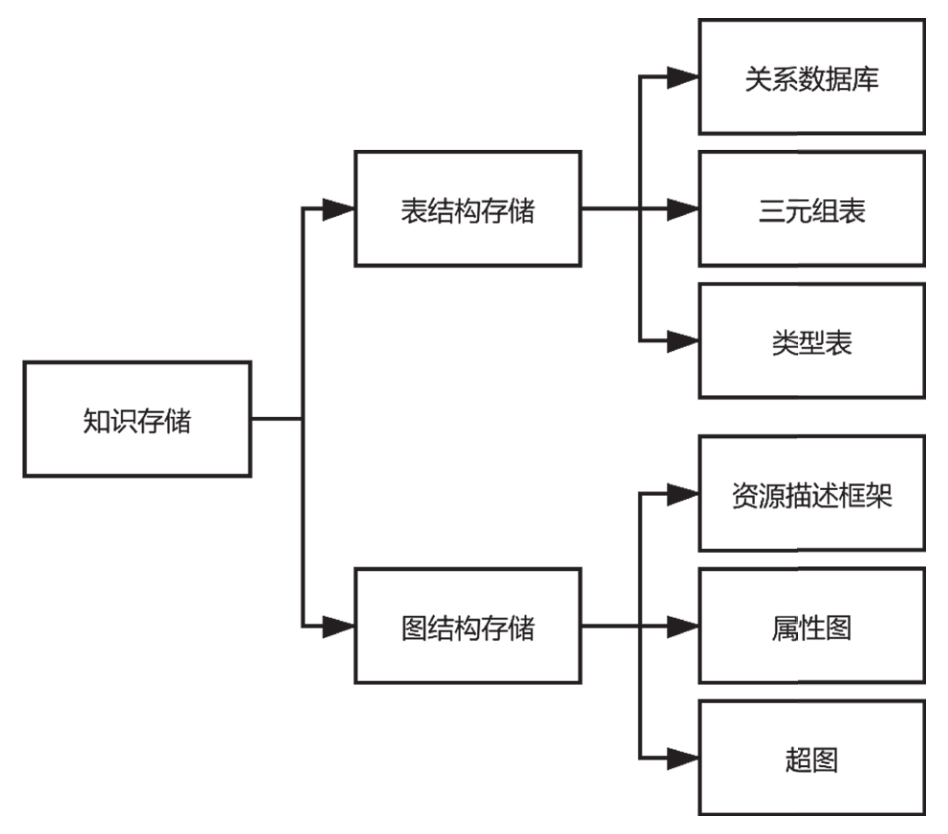 关系数据库
表结构存储
三元组表
类型表
知识存储
资源描述框架
图结构存储
属性图
超图